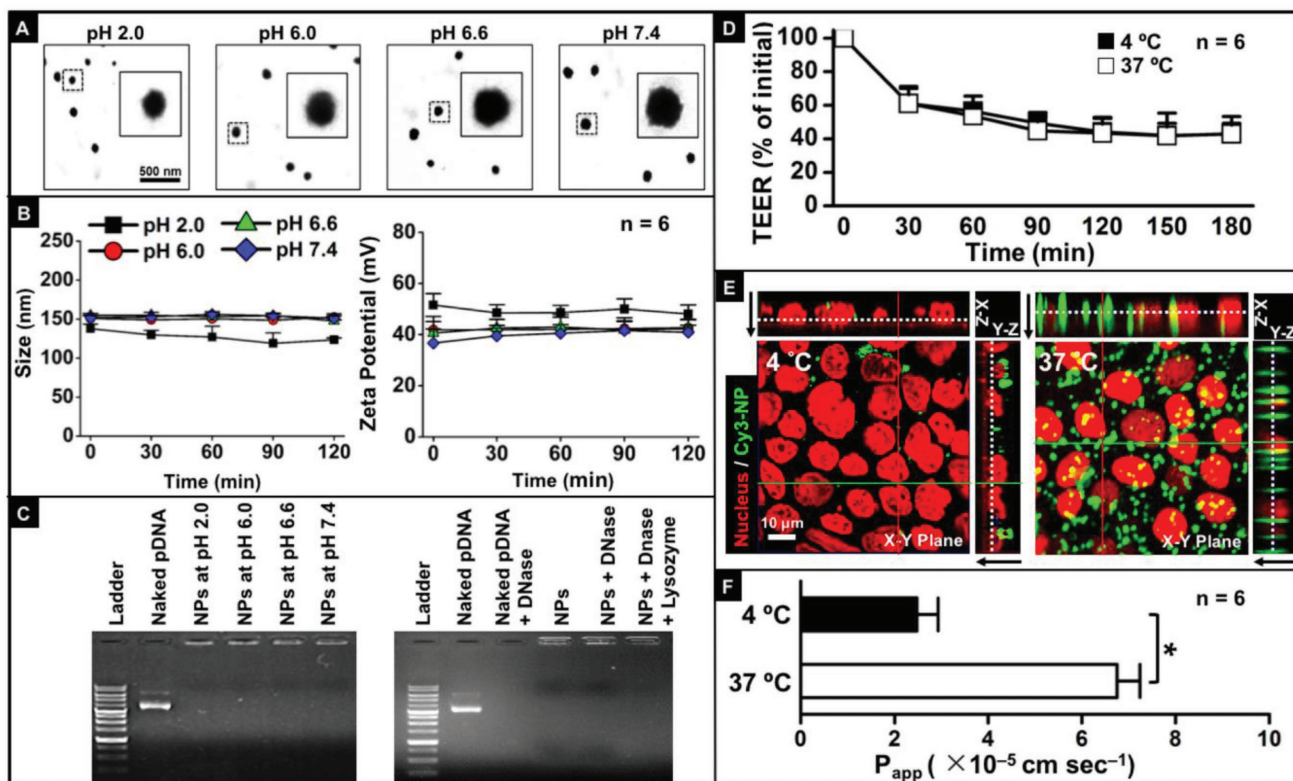 A
pH 2.0
pH 6.0
pH 6.6
pH 7.4
500 nm
B
pH 2.0
pH 6.6
pH 6.0
pH 7.4
Size (nm)
250
200
150
100
50
0
0 30 60 90 120
Time (min)
n = 6
Zeta Potential (mV)
80
60
40
20
0
0 30 60 90 120
Time (min)
C
Ladder
Naked pDNA
NPs at pH 2.0
NPs at pH 6.0
NPs at pH 6.6
NPs at pH 7.4
Ladder
Naked pDNA
Naked pDNA
+ DNase
NPs
NPs + DNase
NPs + Dnase
+ Lysozyme
D
4 ºC
37 ºC
n = 6
TEER (% of initial)
100
80
60
40
20
0
0 30 60 90 120 150 180
Time (min)
E
Nucleus / Cy3-NP
Z-X
Y-Z
4 ˚C
10 µm
X-Y Plane
Z-X
Y-Z
37 ˚C
X-Y Plane
F
n = 6
4 ºC
37 ºC
*
0 2 4 6 8 10
Papp ( ×10⁻⁵ cm sec⁻¹)